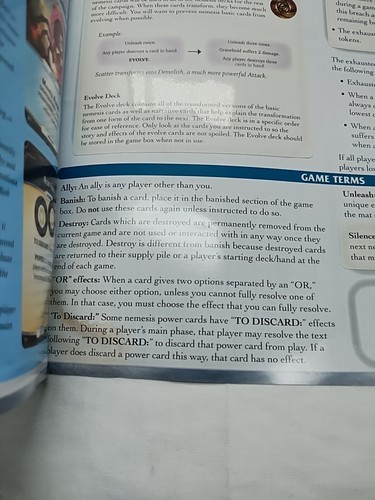 of the campaign. When these cards transform, they become much
more difficult. You will want to prevent nemesis basic cards from
evolving when possible.
Example:
Unleash twice.
Any player destroys a card in hand.
EVOLVE.
Unleash three times.
Gravehold suffers 2 damage.
Any player destroys three
cards in hand.
Scatter transforms into Demolish, a much more powerful Attack.
Evolve Deck
The Evolve deck contains all of the transformed versions of the basic
nemesis cards as well as narrative cards that help explain the transformation
from one form of the card to the next. The Evolve deck is in a specific order
for ease of reference. Only look at the cards you are instructed to so the
story and effects of the evolve cards are not spoiled. The Evolve deck should
be stored in the game box when not in use.
during a gam
this breach a
remaining b
• The exhaus
tokens.
The exhauste
the following
• Exhaust
• When a
always
lowest
• When a
suffers
when a
If all playe
players los
GAME TERMS
Ally: An ally is any player other than you.
Banish: To banish a card, place it in the banished section of the game
box. Do not use these cards again unless instructed to do so.
Destroy: Cards which are destroyed are permanently removed from the
current game and are not used or interacted with in any way once they
are destroyed. Destroy is different from banish because destroyed cards
are returned to their supply pile or a player's starting deck/hand at the
end of each game.
"OR" effects: When a card gives two options separated by an "OR,"
you may choose either option, unless you cannot fully resolve one of
them. In that case, you must choose the effect that you can fully resolve.
"To Discard:" Some nemesis power cards have "TO DISCARD:" effects
on them. During a player's main phase, that player may resolve the text
following "TO DISCARD:" to discard that power card from play. If a
player does discard a power card this way, that card has no effect.
Unleash
unique e
the mat
Silence
next ne
that m